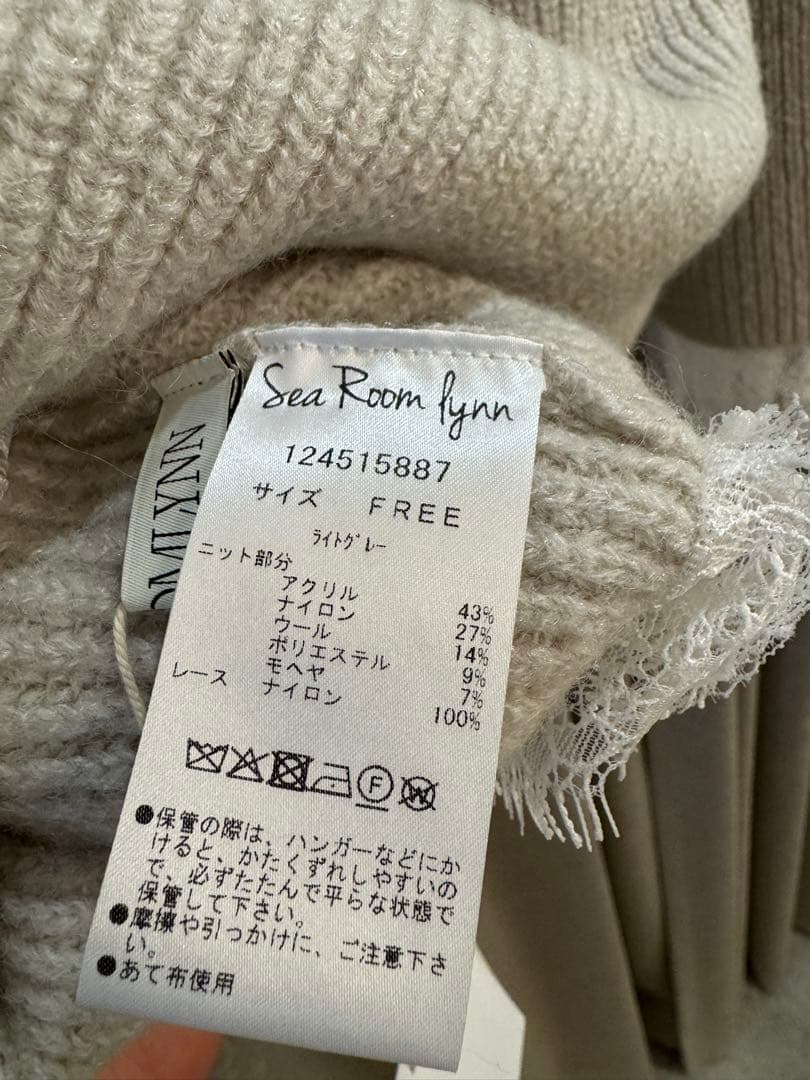 Sea Room lynn
124515887
サイズ FREE
ライトグレー
ニット部分
アクリル 43%
ナイロン 27%
ウール 14%
ポリエステル 9%
モヘヤ 7%
レース ナイロン 100%
F W
●保管の際は、ハンガーなどにか
けると、かたくずれしやすいの
で、必ずたたんで平らな状態で
保管して下さい。
●摩擦や引っかけに、ご注意下さ
い。
●あて布使用
OMLYNN